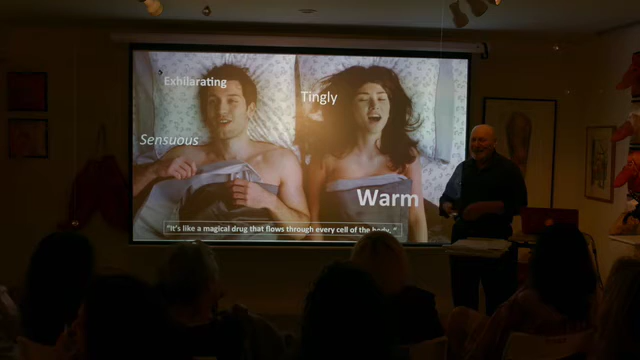 Exhilarating
Tingly
Sensuous
Warm
"It's like a magical drug that flows through every cell of the body. "